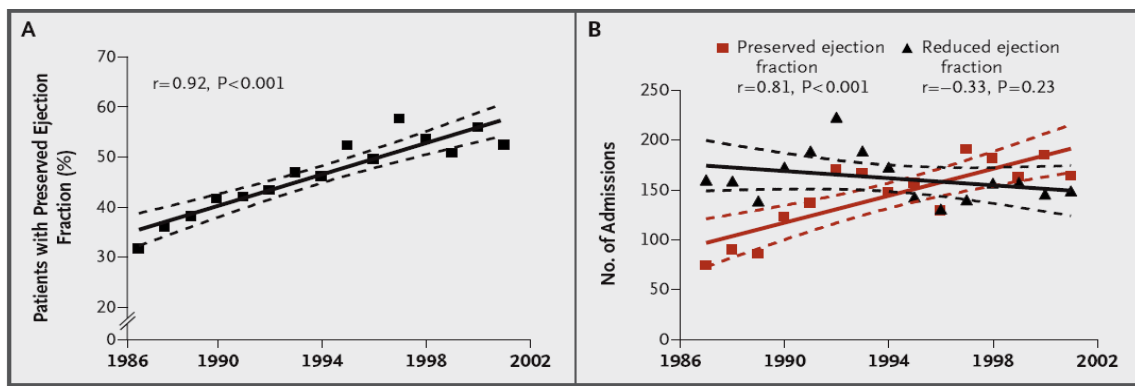 A
Patients with Preserved Ejection
Fraction (%)
70
60
50
40
30
20
0
r=0.92, P<0.001
1986
1990
1994
1998
2002
B
Preserved ejection
fraction
r=0.81, P<0.001
Reduced ejection
fraction
r=−0.33, P=0.23
No. of Admissions
250
200
150
100
50
0
1986
1990
1994
1998
2002